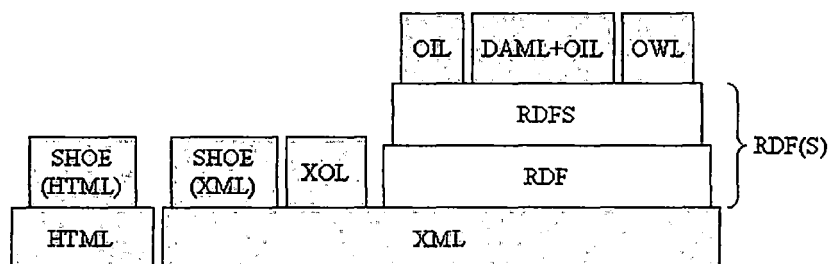 OIL DAML+OIL OWL
RDFS
RDF(S)
SHOE
(HTML)
SHOE
(XML)
XOL
RDF
HTML
XML